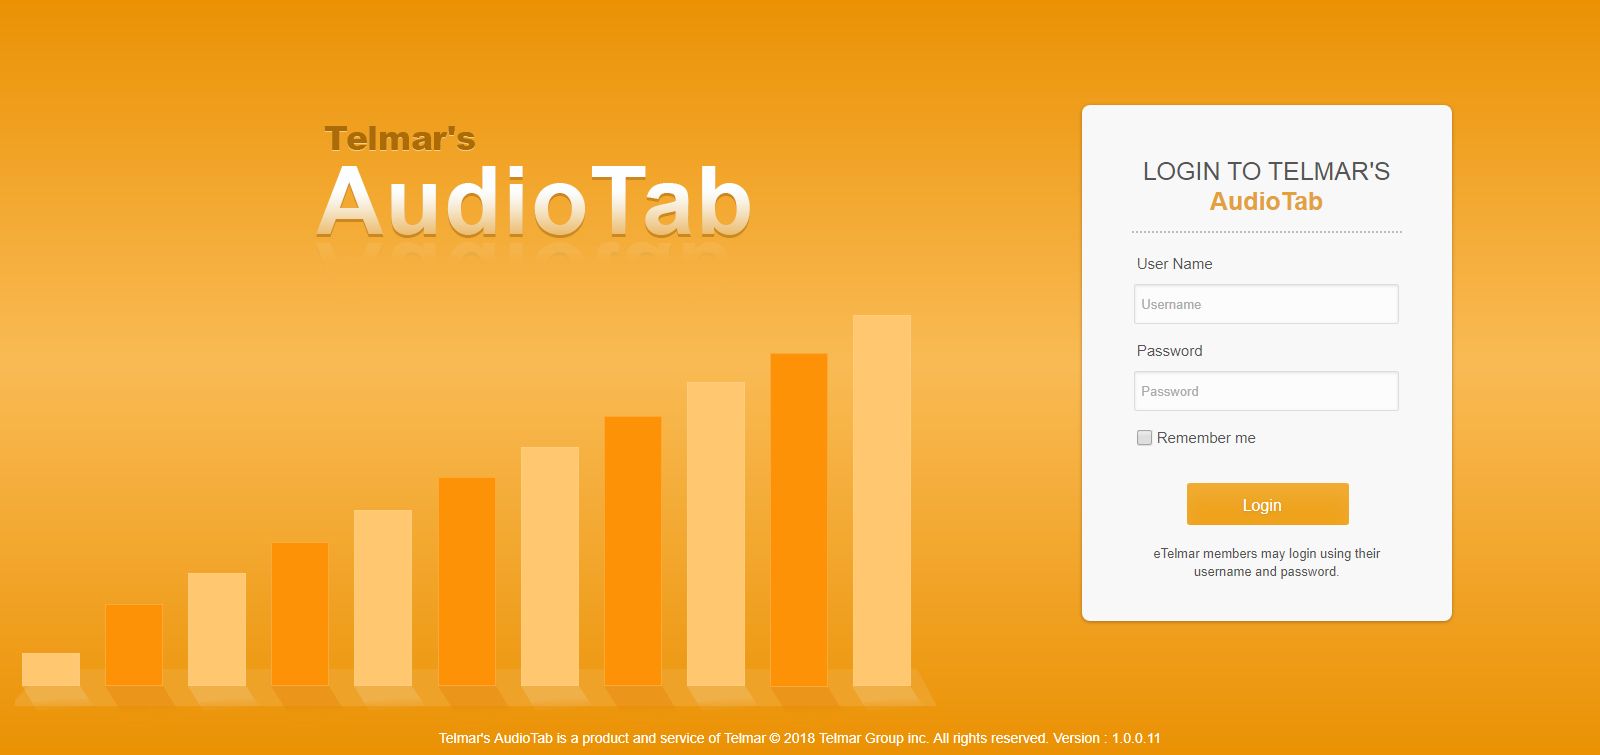 Telmar's
AudioTab
LOGIN TO TELMAR'S
AudioTab
User Name
Username
Password
Password
Remember me
Login
eTelmar members may login using their
username and password.
Telmar's AudioTab is a product and service of Telmar © 2018 Telmar Group inc. All rights reserved. Version : 1.0.0.11